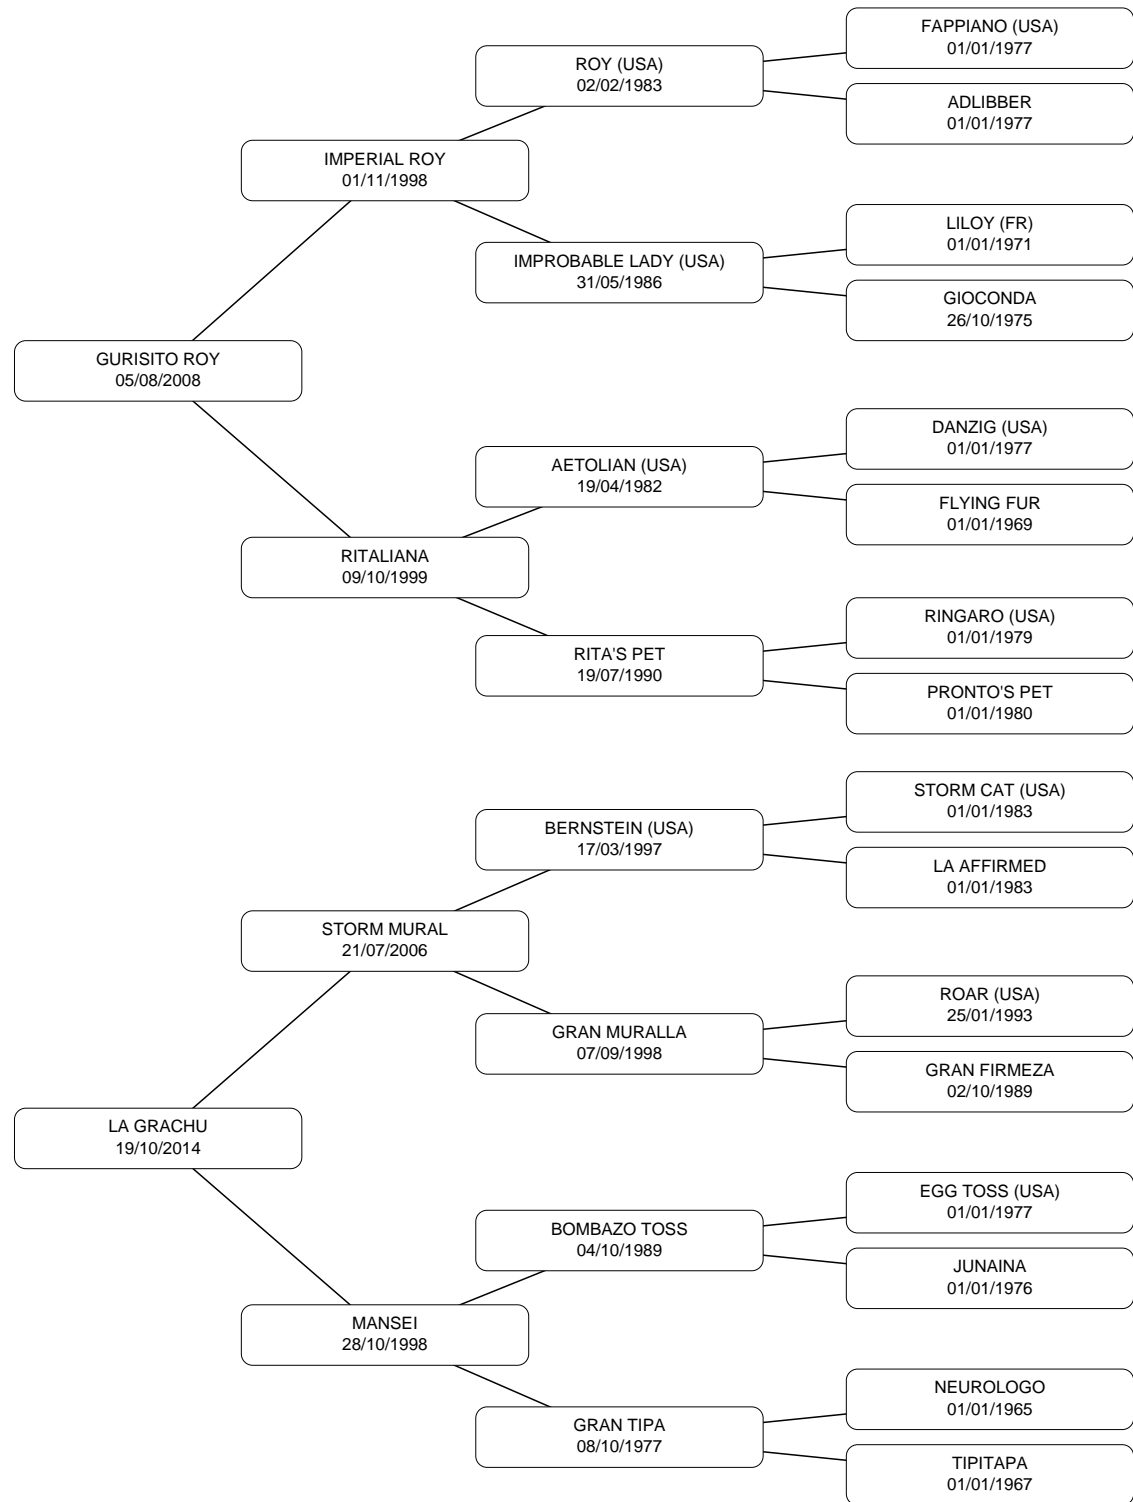 FAPPIANO (USA)
01/01/1977
ROY (USA)
02/02/1983
ADLIBBER
01/01/1977
IMPERIAL ROY
01/11/1998
LILOY (FR)
01/01/1971
IMPROBABLE LADY (USA)
31/05/1986
GIOCONDA
26/10/1975
GURISITO ROY
05/08/2008
DANZIG (USA)
01/01/1977
AETOLIAN (USA)
19/04/1982
FLYING FUR
01/01/1969
RITALIANA
09/10/1999
RINGARO (USA)
01/01/1979
RITA'S PET
19/07/1990
PRONTO'S PET
01/01/1980
STORM CAT (USA)
01/01/1983
BERNSTEIN (USA)
17/03/1997
LA AFFIRMED
01/01/1983
STORM MURAL
21/07/2006
ROAR (USA)
25/01/1993
GRAN MURALLA
07/09/1998
GRAN FIRMEZA
02/10/1989
LA GRACHU
19/10/2014
EGG TOSS (USA)
01/01/1977
BOMBAZO TOSS
04/10/1989
JUNAINA
01/01/1976
MANSEI
28/10/1998
NEUROLOGO
01/01/1965
GRAN TIPA
08/10/1977
TIPITAPA
01/01/1967